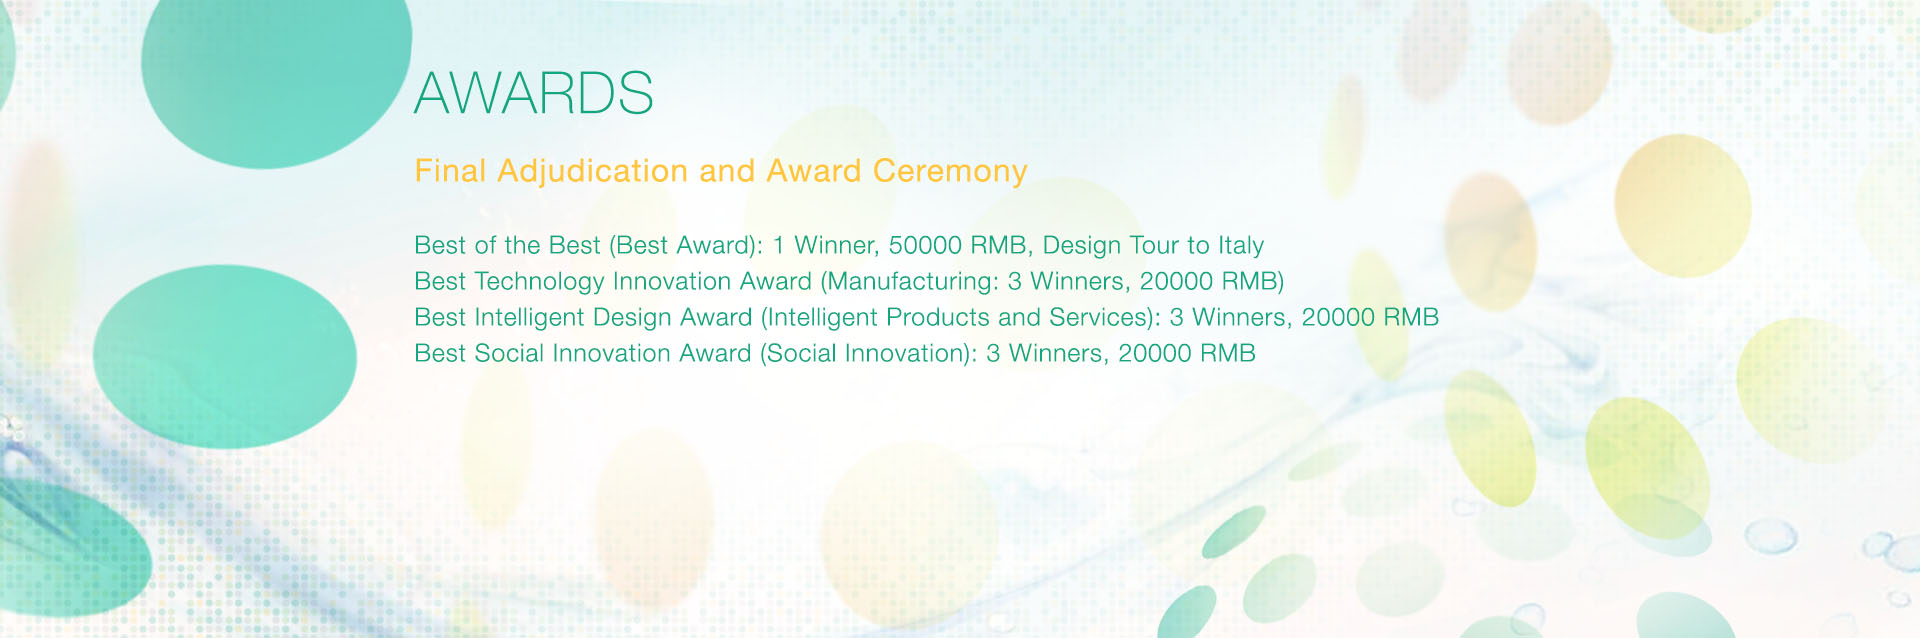 AWARDS
Final Adjudication and Award Ceremony
Best of the Best (Best Award): 1 Winner, 50000 RMB, Design Tour to Italy
Best Technology Innovation Award (Manufacturing: 3 Winners, 20000 RMB)
Best Intelligent Design Award (Intelligent Products and Services): 3 Winners, 20000 RMB
Best Social Innovation Award (Social Innovation): 3 Winners, 20000 RMB